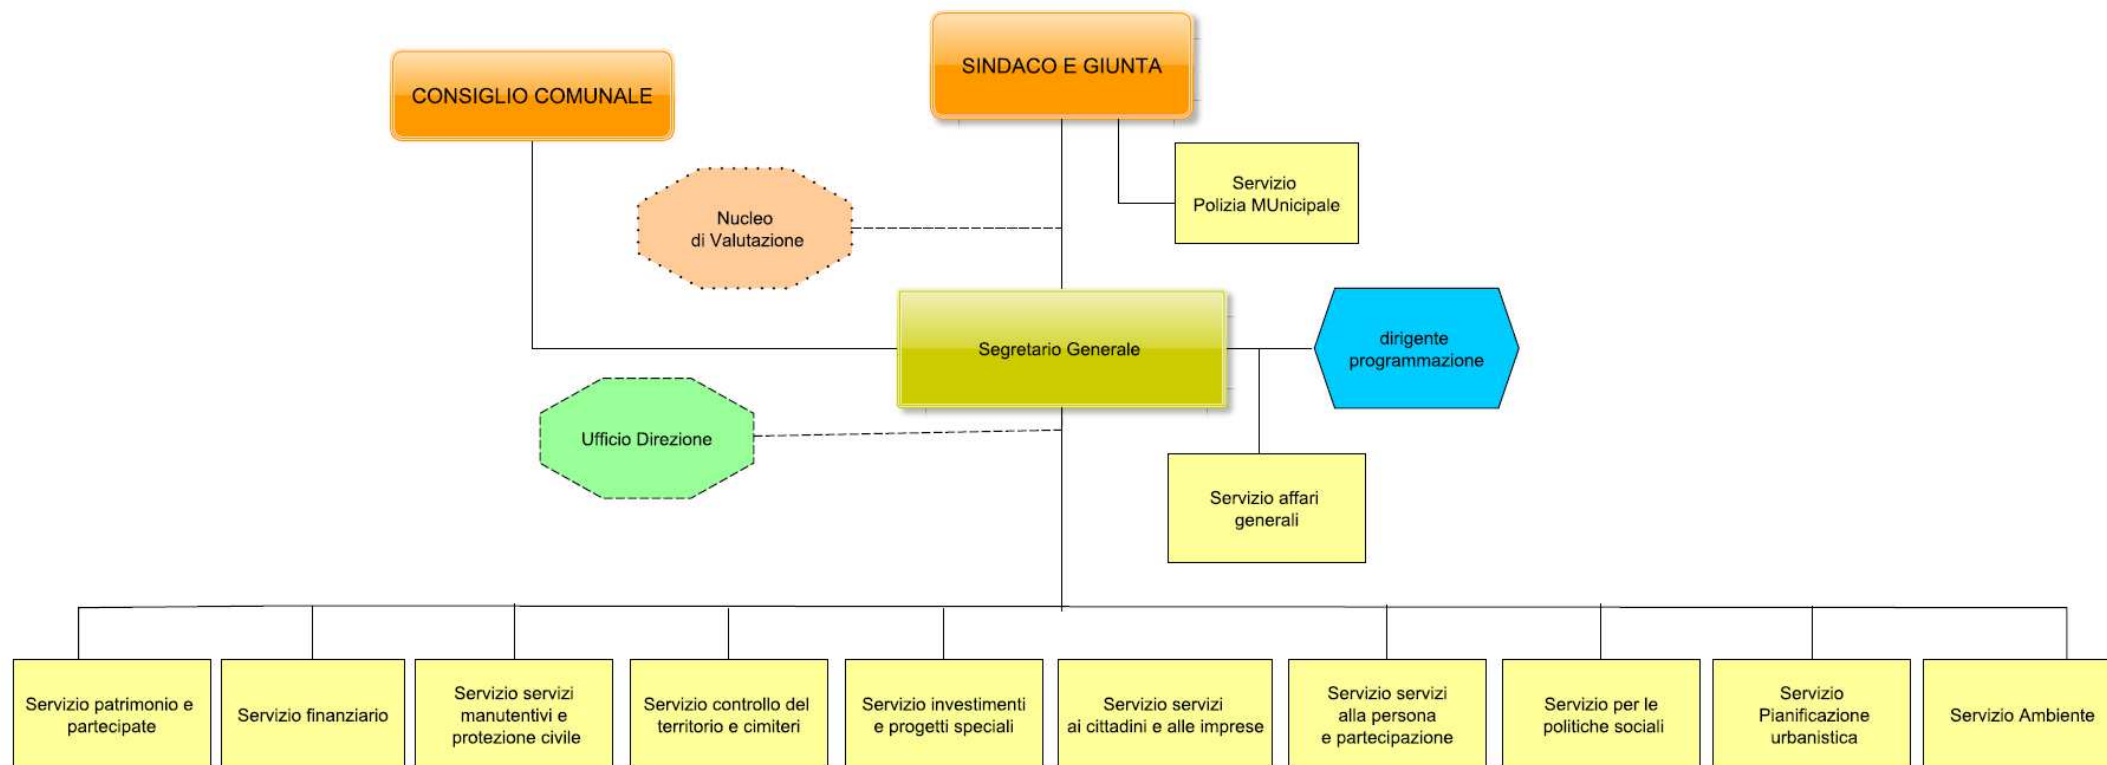 SINDACO E GIUNTA
CONSIGLIO COMUNALE
Servizio
Polizia MUnicipale
Nucleo
di Valutazione
Segretario Generale
dirigente
programmazione
Ufficio Direzione
Servizio affari
generali
Servizio patrimonio e
partecipate
Servizio finanziario
Servizio servizi
manutentivi e
protezione civile
Servizio controllo del
territorio e cimiteri
Servizio investimenti
e progetti speciali
Servizio servizi
ai cittadini e alle imprese
Servizio servizi
alla persona
e partecipazione
Servizio per le
politiche sociali
Servizio
Pianificazione
urbanistica
Servizio Ambiente